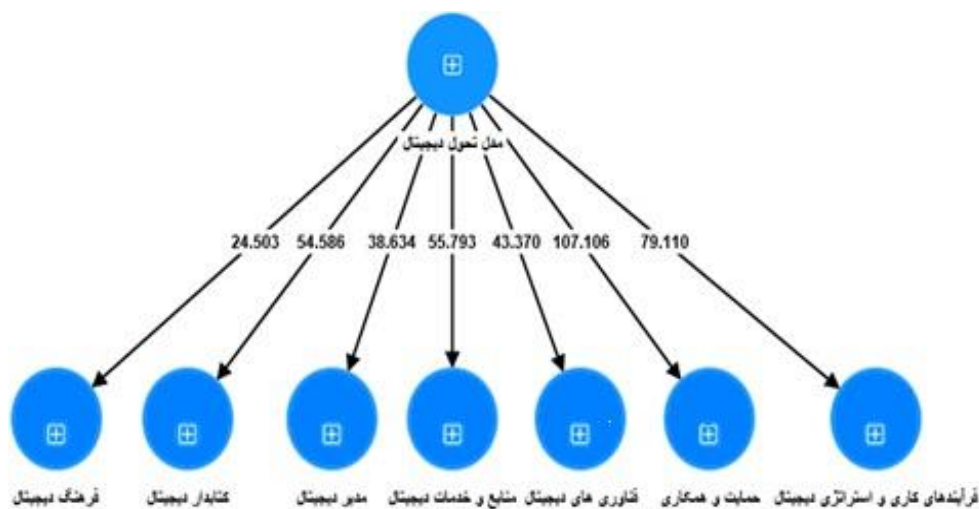 مدل تحول دیجیتال
24.503 54.586 38.634 55.793 43.370 107.106 79.110
فرآیندهای کاری و استراتژی دیجیتال
حمایت و همکاری
فناوری های دیجیتال
منابع و خدمات دیجیتال
مدیر دیجیتال
کتابدار دیجیتال
فرهنگ دیجیتال